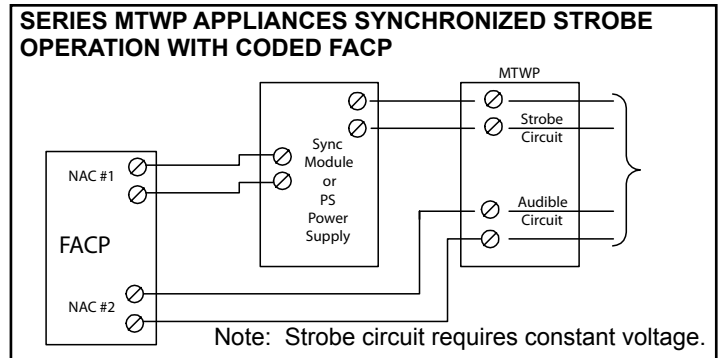 SERIES MTWP APPLIANCES SYNCHRONIZED STROBE
OPERATION WITH CODED FACP
MTWP
Strobe
Circuit
Sync
Module
or
PS
Power
Supply
NAC #1
Audible
Circuit
FACP
NAC #2
Note: Strobe circuit requires constant voltage.